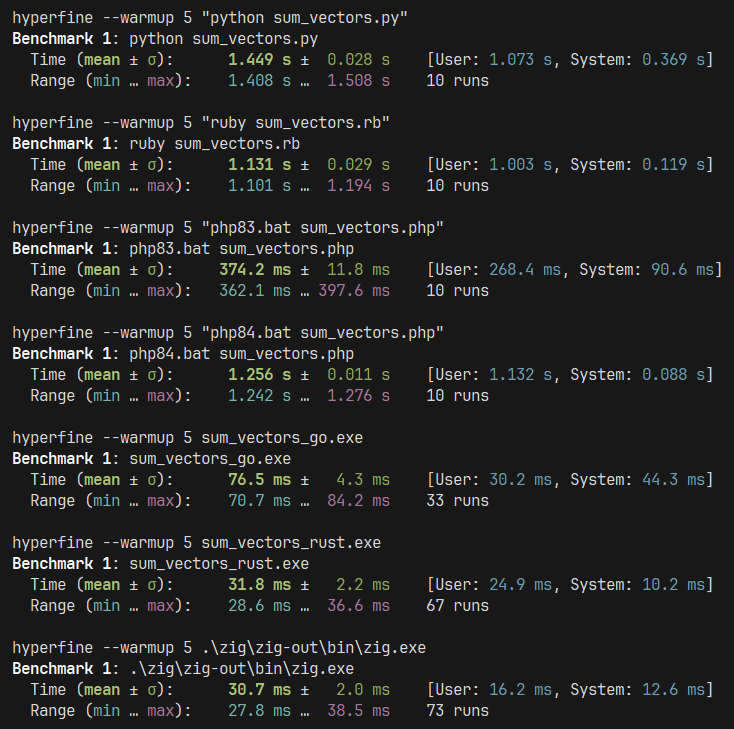 hyperfine --warmup 5 "python sum_vectors.py"
Benchmark 1: python sum_vectors.py
  Time (mean ± σ):      1.449 s ±  0.028 s    [User: 1.073 s, System: 0.369 s]
  Range (min … max):    1.408 s …  1.508 s    10 runs

hyperfine --warmup 5 "ruby sum_vectors.rb"
Benchmark 1: ruby sum_vectors.rb
  Time (mean ± σ):      1.131 s ±  0.029 s    [User: 1.003 s, System: 0.119 s]
  Range (min … max):    1.101 s …  1.194 s    10 runs

hyperfine --warmup 5 "php83.bat sum_vectors.php"
Benchmark 1: php83.bat sum_vectors.php
  Time (mean ± σ):     374.2 ms ±  11.8 ms    [User: 268.4 ms, System: 90.6 ms]
  Range (min … max):   362.1 ms … 397.6 ms    10 runs

hyperfine --warmup 5 "php84.bat sum_vectors.php"
Benchmark 1: php84.bat sum_vectors.php
  Time (mean ± σ):      1.256 s ±  0.011 s    [User: 1.132 s, System: 0.088 s]
  Range (min … max):    1.242 s …  1.276 s    10 runs

hyperfine --warmup 5 sum_vectors_go.exe
Benchmark 1: sum_vectors_go.exe
  Time (mean ± σ):      76.5 ms ±   4.3 ms    [User: 30.2 ms, System: 44.3 ms]
  Range (min … max):    70.7 ms …  84.2 ms    33 runs

hyperfine --warmup 5 sum_vectors_rust.exe
Benchmark 1: sum_vectors_rust.exe
  Time (mean ± σ):      31.8 ms ±   2.2 ms    [User: 24.9 ms, System: 10.2 ms]
  Range (min … max):    28.6 ms …  36.6 ms    67 runs

hyperfine --warmup 5 .\zig\zig-out\bin\zig.exe
Benchmark 1: .\zig\zig-out\bin\zig.exe
  Time (mean ± σ):      30.7 ms ±   2.0 ms    [User: 16.2 ms, System: 12.6 ms]
  Range (min … max):    27.8 ms …  38.5 ms    73 runs